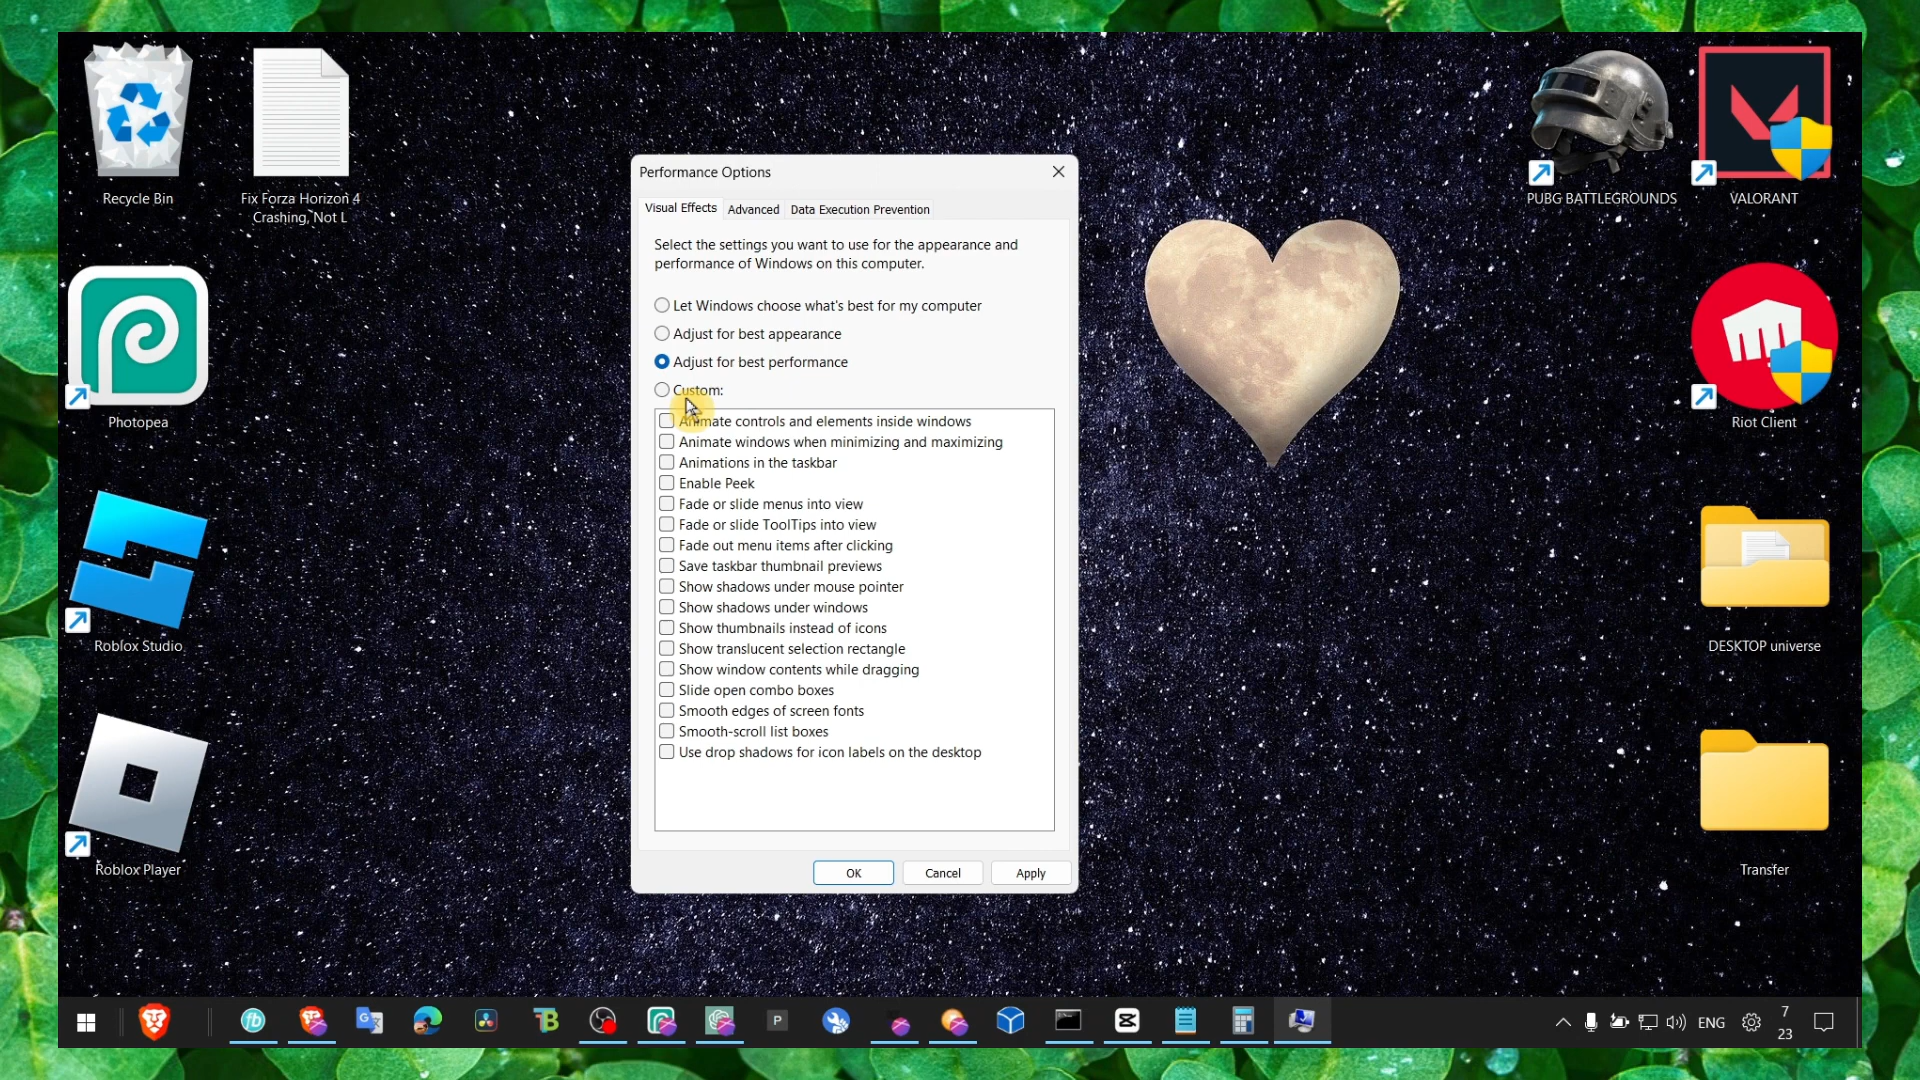 Recycle Bin
Fix Forza Horizon 4
Crashing, Not L
Photopea
Roblox Studio
Roblox Player
Performance Options
Visual Effects
Advanced
Data Execution Prevention
Select the settings you want to use for the appearance and
performance of Windows on this computer.
Let Windows choose what's best for my computer
Adjust for best appearance
Adjust for best performance
Custom:
Animate controls and elements inside windows
Animate windows when minimizing and maximizing
Animations in the taskbar
Enable Peek
Fade or slide menus into view
Fade or slide ToolTips into view
Fade out menu items after clicking
Save taskbar thumbnail previews
Show shadows under mouse pointer
Show shadows under windows
Show thumbnails instead of icons
Show translucent selection rectangle
Show window contents while dragging
Slide open combo boxes
Smooth edges of screen fonts
Smooth-scroll list boxes
Use drop shadows for icon labels on the desktop
OK
Cancel
Apply
PUBG BATTLEGROUNDS
VALORANT
Riot Client
DESKTOP universe
Transfer
fb
G
TB
P
ENG
7
23